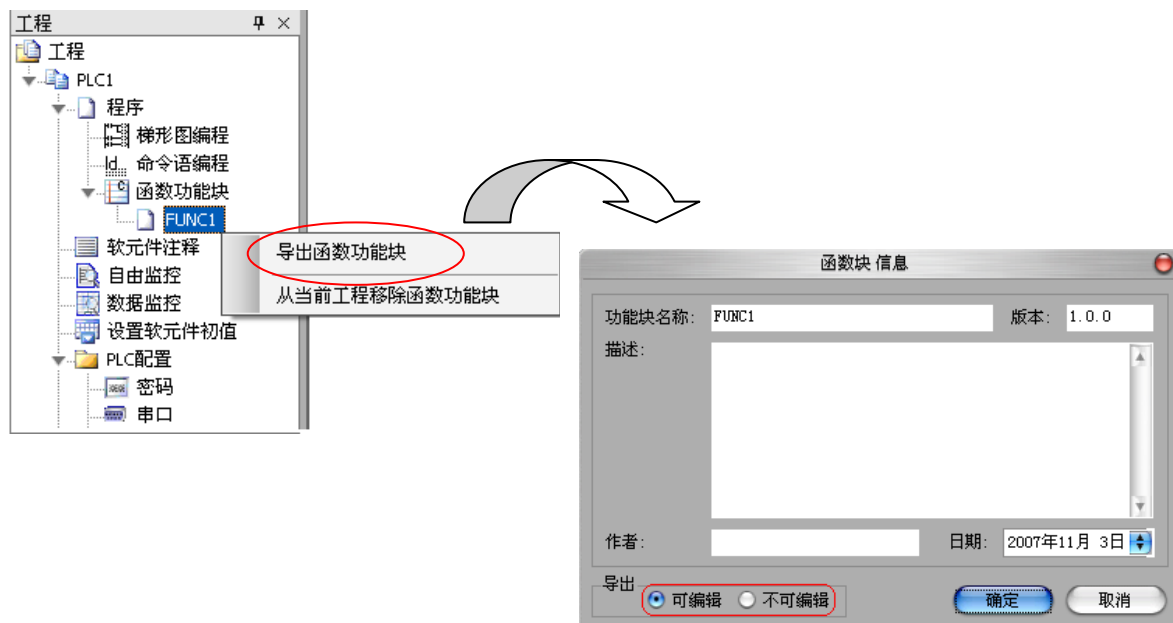 工程
工程
PLC1
程序
梯形图编程
命令语编程
函数功能块
FUNC1
软元件注释
自由监控
数据监控
设置软元件初值
PLC配置
密码
串口
导出函数功能块
从当前工程移除函数功能块
函数块 信息
功能块名称: FUNC1 版本: 1.0.0
描述:
作者: 日期: 2007年11月 3日
导出
可编辑 不可编辑 确定 取消